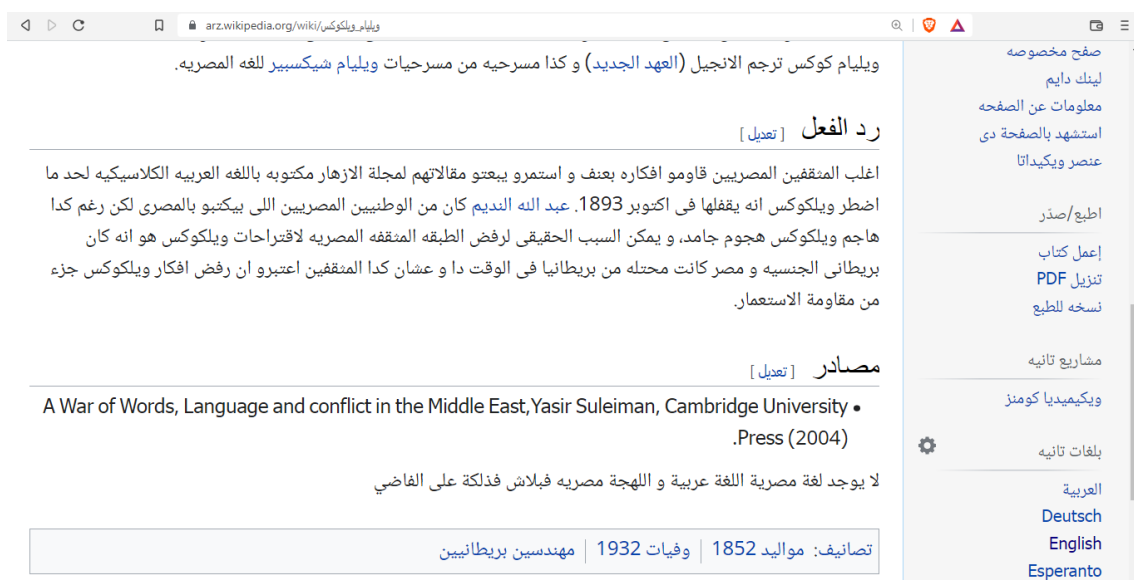 arz.wikipedia.org/wiki/ويليام_ويلكوكس
ويليام كوكس ترجم الانجيل (العهد الجديد) و كذا مسرحيه من مسرحيات ويليام شيكسبير للغه المصريه.
رد الفعل [ تعديل ]
اغلب المثقفين المصريين قاومو افكاره بعنف و استمرو يبعتو مقالاتهم لمجلة الازهار مكتوبه باللغه العربيه الكلاسيكيه لحد ما
اضطر ويلكوكس انه يقفلها فى اكتوبر 1893. عبد الله النديم كان من الوطنيين المصريين اللى بيكتبو بالمصرى لكن رغم كدا
هاجم ويلكوكس هجوم جامد، و يمكن السبب الحقيقى لرفض الطبقه المثقفه المصريه لاقتراحات ويلكوكس هو انه كان
بريطانى الجنسيه و مصر كانت محتله من بريطانيا فى الوقت دا و عشان كدا المثقفين اعتبرو ان رفض افكار ويلكوكس جزء
من مقاومة الاستعمار.
مصادر [ تعديل ]
A War of Words, Language and conflict in the Middle East,Yasir Suleiman, Cambridge University •
.Press (2004)
لا يوجد لغة مصرية اللغة عربية و اللهجة مصريه فبلاش فذلكة على الفاضي
تصانيف: مواليد 1852 | وفيات 1932 | مهندسين بريطانيين
صفح مخصوصه
لينك دايم
معلومات عن الصفحه
استشهد بالصفحة دى
عنصر ويكيداتا
اطبع/صدّر
إعمل كتاب
تنزيل PDF
نسخه للطبع
مشاريع تانيه
ويكيميديا كومنز
بلغات تانيه
العربية
Deutsch
English
Esperanto